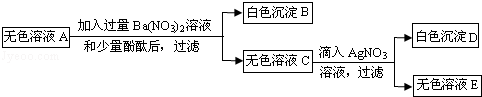 无色溶液A
加入过量Ba(NO₃)₂溶液
和少量酚酞后，过滤
白色沉淀B
无色溶液C
滴入AgNO₃
溶液，过滤
白色沉淀D
无色溶液E